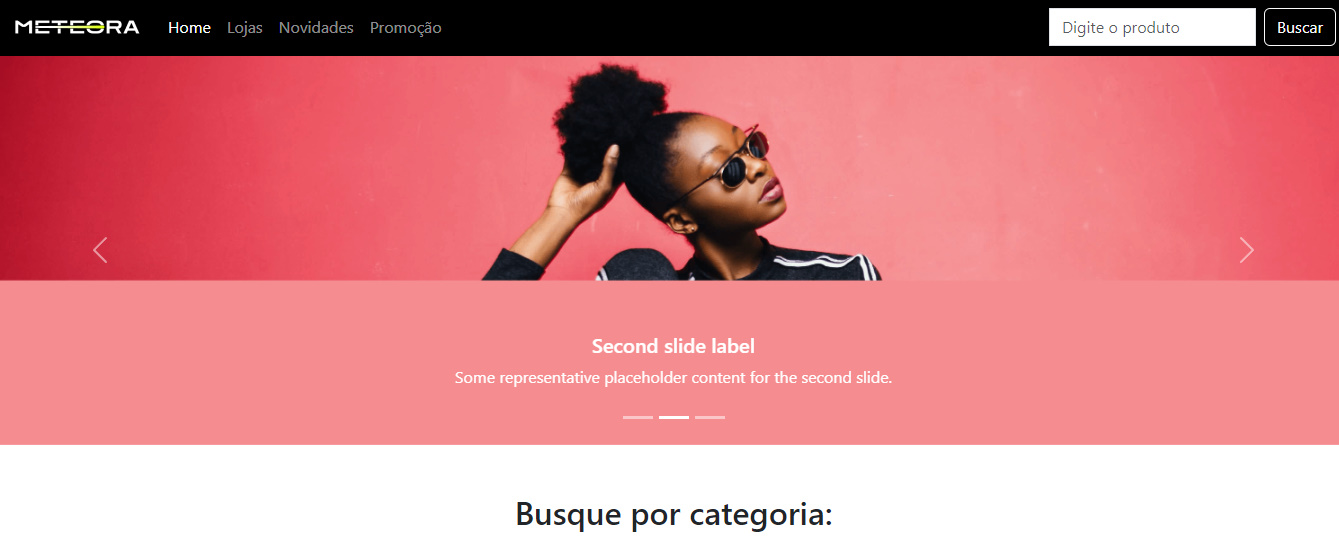 METEORA Home Lojas Novidades Promoção Digite o produto Buscar
Second slide label
Some representative placeholder content for the second slide.
Busque por categoria: